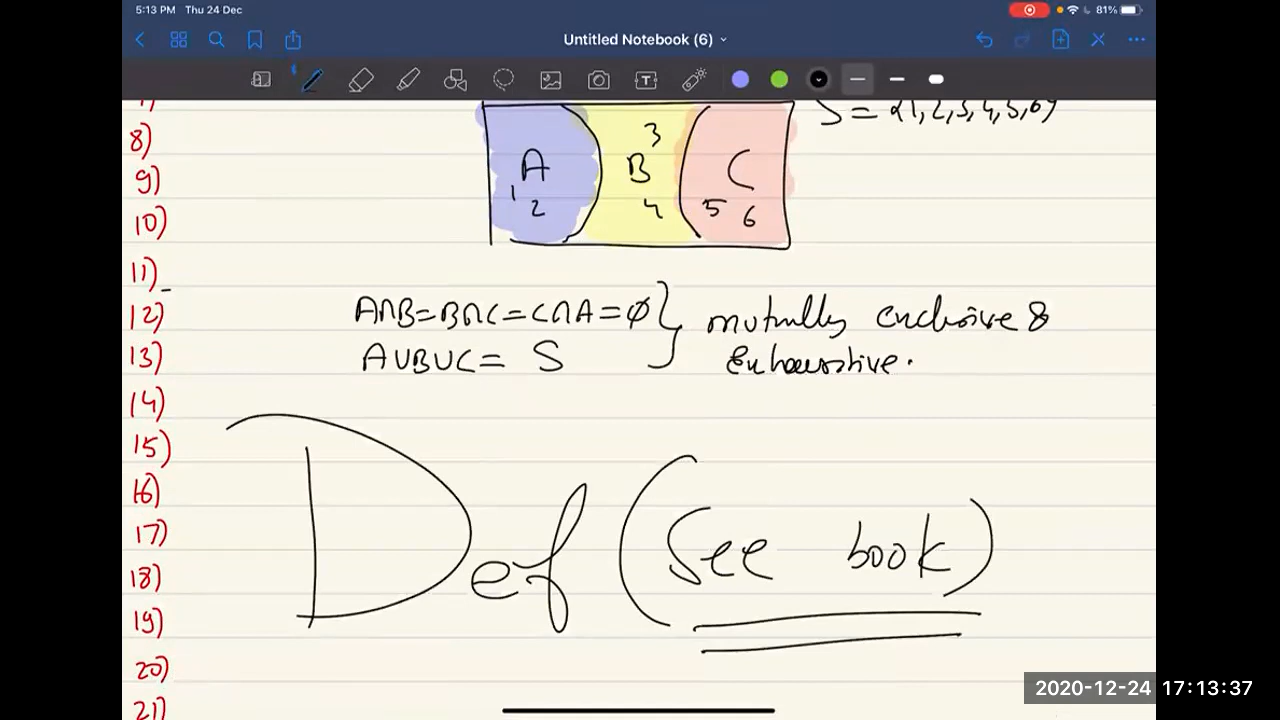 5:13 PM Thu 24 Dec
81%
Untitled Notebook (6)
T
S = {1,2,3,4,5,6}
8)
9)
10)
11)
12)
13)
14)
15)
16)
17)
18)
19)
20)
21)
A
1
2
B
3
4
C
5
6
A∩B=B∩C=C∩A=∅ } mutually exclusive &
A∪B∪C= S exhaustive.
Def (See book)
2020-12-24 17:13:37